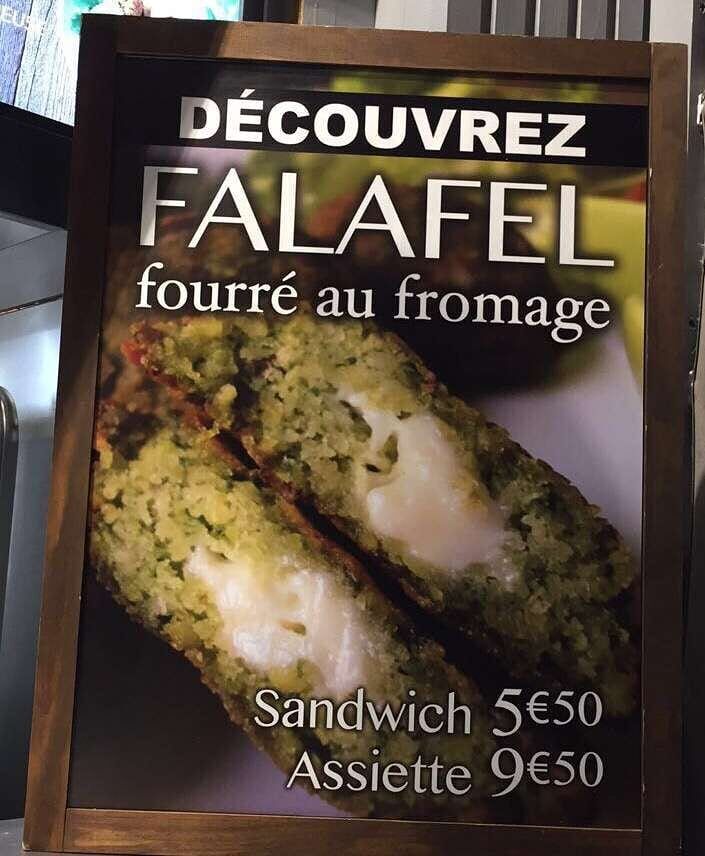 DÉCOUVREZ
FALAFEL
fourré au fromage
Sandwich 5€50
Assiette 9€50